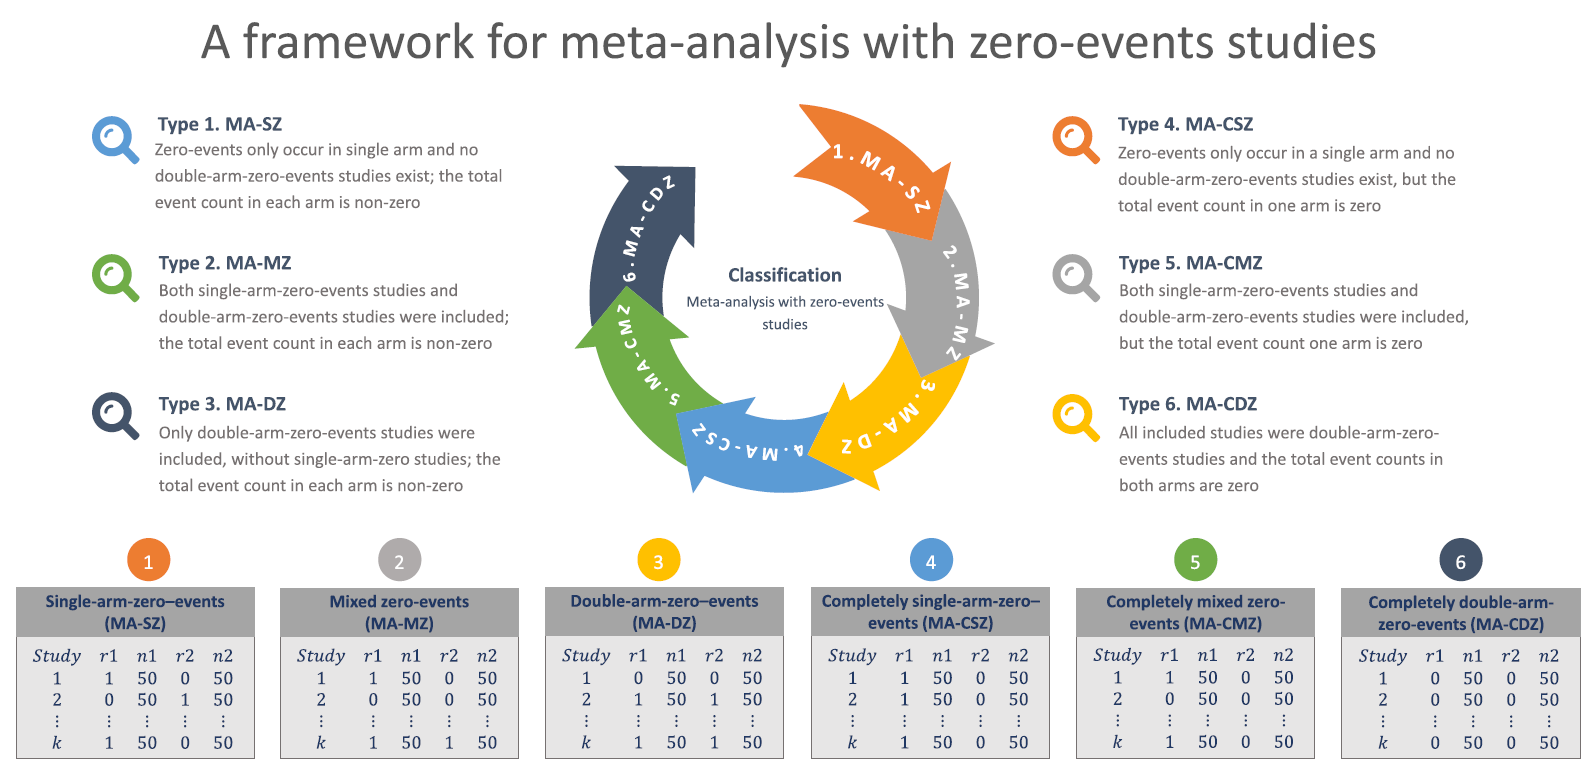 A framework for meta-analysis with zero-events studies
Type 1. MA-SZ
Zero-events only occur in single arm and no
double-arm-zero-events studies exist; the total
event count in each arm is non-zero
Type 2. MA-MZ
Both single-arm-zero-events studies and
double-arm-zero-events studies were included;
the total event count in each arm is non-zero
Type 3. MA-DZ
Only double-arm-zero-events studies were
included, without single-arm-zero studies; the
total event count in each arm is non-zero
1.MA-SZ
2.MA-MZ
3.MA-DZ
4.MA-CSZ
5.MA-CMZ
6.MA-CDZ
Classification
Meta-analysis with zero-events
studies
Type 4. MA-CSZ
Zero-events only occur in a single arm and no
double-arm-zero-events studies exist, but the
total event count in one arm is zero
Type 5. MA-CMZ
Both single-arm-zero-events studies and
double-arm-zero-events studies were included,
but the total event count one arm is zero
Type 6. MA-CDZ
All included studies were double-arm-zero-
events studies and the total event counts in
both arms are zero
1
Single-arm-zero–events
(MA-SZ)
Study r1 n1 r2 n2
1 1 50 0 50
2 0 50 1 50
⋮ ⋮ ⋮ ⋮ ⋮
k 1 50 0 50
2
Mixed zero-events
(MA-MZ)
Study r1 n1 r2 n2
1 1 50 0 50
2 0 50 0 50
⋮ ⋮ ⋮ ⋮ ⋮
k 1 50 1 50
3
Double-arm-zero–events
(MA-DZ)
Study r1 n1 r2 n2
1 0 50 0 50
2 1 50 1 50
⋮ ⋮ ⋮ ⋮ ⋮
k 1 50 1 50
4
Completely single-arm-zero–
events (MA-CSZ)
Study r1 n1 r2 n2
1 1 50 0 50
2 1 50 0 50
⋮ ⋮ ⋮ ⋮ ⋮
k 1 50 0 50
5
Completely mixed zero-
events (MA-CMZ)
Study r1 n1 r2 n2
1 1 50 0 50
2 0 50 0 50
⋮ ⋮ ⋮ ⋮ ⋮
k 1 50 0 50
6
Completely double-arm-
zero-events (MA-CDZ)
Study r1 n1 r2 n2
1 0 50 0 50
2 0 50 0 50
⋮ ⋮ ⋮ ⋮ ⋮
k 0 50 0 50